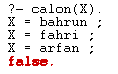 ?- calon(X).
X = bahrun ;
X = fahri ;
X = arfan ;
false.